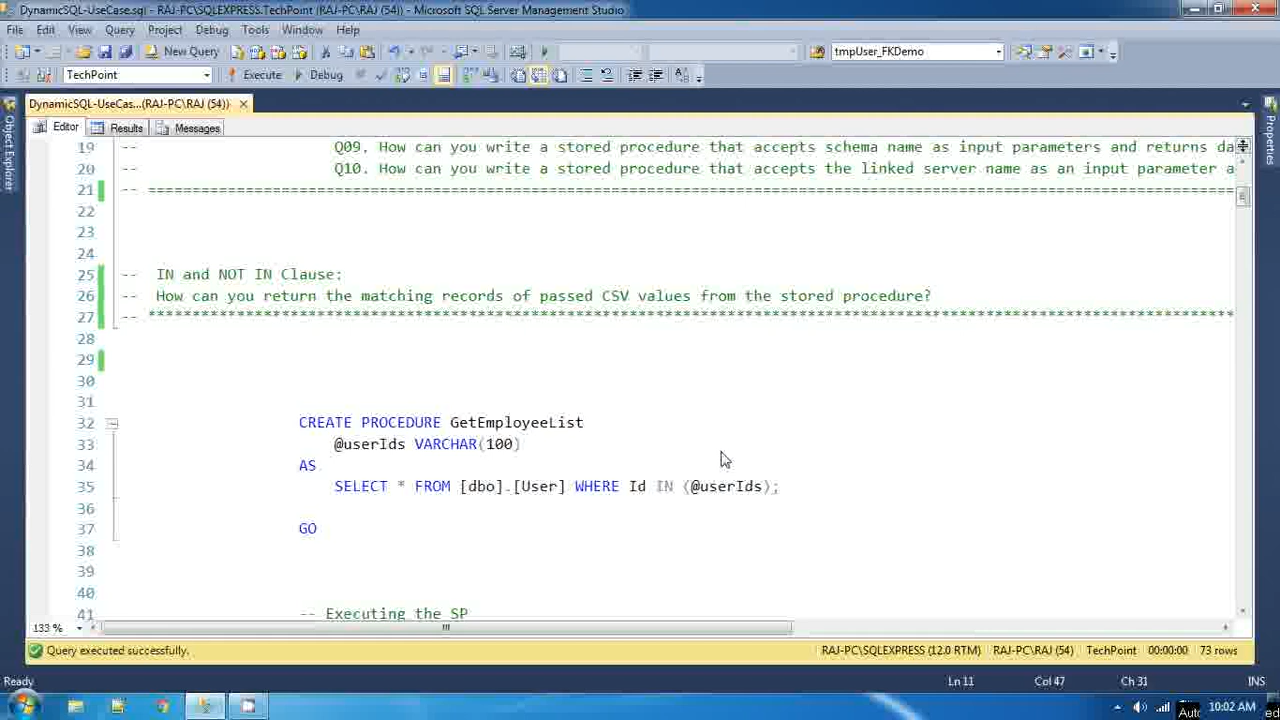 DynamicSQL-UseCase.sql - RAJ-PC\SQLEXPRESS.TechPoint (RAJ-PC\RAJ (54)) - Microsoft SQL Server Management Studio
File Edit View Query Project Debug Tools Window Help
New Query tmpUser_FKDemo
TechPoint Execute Debug
DynamicSQL-UseCas...(RAJ-PC\RAJ (54))
Editor Results Messages
Object Explorer
Properties
19 -- Q09. How can you write a stored procedure that accepts schema name as input parameters and returns da
20 -- Q10. How can you write a stored procedure that accepts the linked server name as an input parameter a
21 -- ==========================================================================================================================
22
23
24
25 -- IN and NOT IN Clause:
26 -- How can you return the matching records of passed CSV values from the stored procedure?
27 -- **************************************************************************************************************************
28
29
30
31
32 CREATE PROCEDURE GetEmployeeList
33 @userIds VARCHAR(100)
34 AS
35 SELECT * FROM [dbo].[User] WHERE Id IN (@userIds);
36
37 GO
38
39
40
41 -- Executing the SP
133 %
Query executed successfully. RAJ-PC\SQLEXPRESS (12.0 RTM) RAJ-PC\RAJ (54) TechPoint 00:00:00 73 rows
Ready Ln 11 Col 47 Ch 31 INS
10:02 AM